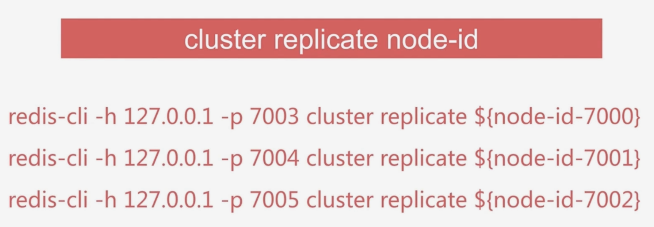 cluster replicate node-id
redis-cli -h 127.0.0.1 -p 7003 cluster replicate ${node-id-7000}
redis-cli -h 127.0.0.1 -p 7004 cluster replicate ${node-id-7001}
redis-cli -h 127.0.0.1 -p 7005 cluster replicate ${node-id-7002}